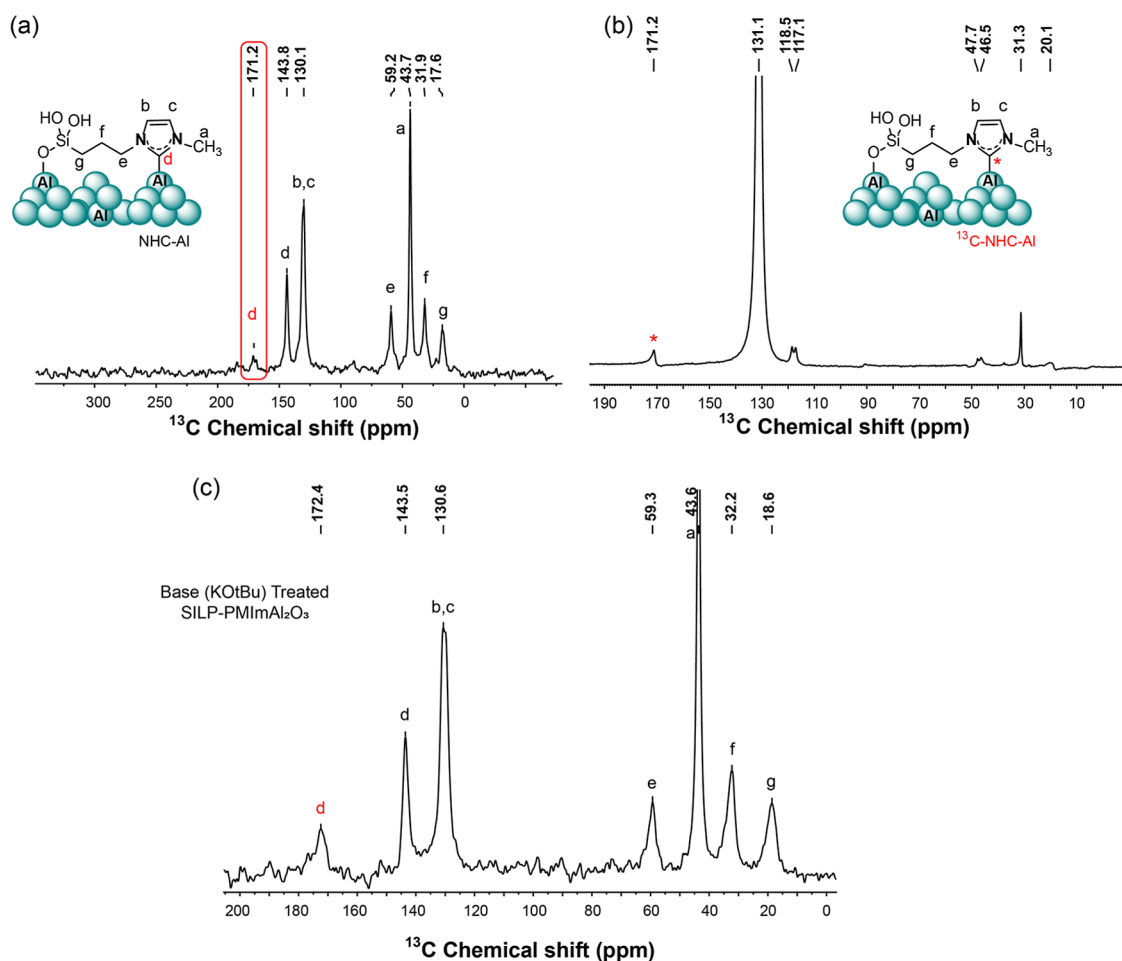 (a)
171.2
143.8
130.1
59.2
43.7
31.9
17.6
HO OH
Si
O
g
f
e
b
c
N
N
a
CH₃
d
Al
Al
Al
NHC-Al
d
d
b,c
e
a
f
g
300 250 200 150 100 50 0
¹³C Chemical shift (ppm)
(b)
171.2
131.1
118.5
117.1
47.7
46.5
31.3
20.1
HO OH
Si
O
g
f
e
b
c
N
N
a
CH₃
*
Al
Al
Al
¹³C-NHC-Al
*
190 170 150 130 110 90 70 50 30 10
¹³C Chemical shift (ppm)
(c)
172.4
143.5
130.6
59.3
43.6
32.2
18.6
Base (KOtBu) Treated
SILP-PMImAl₂O₃
d
d
b,c
e
a
f
g
200 180 160 140 120 100 80 60 40 20 0
¹³C Chemical shift (ppm)